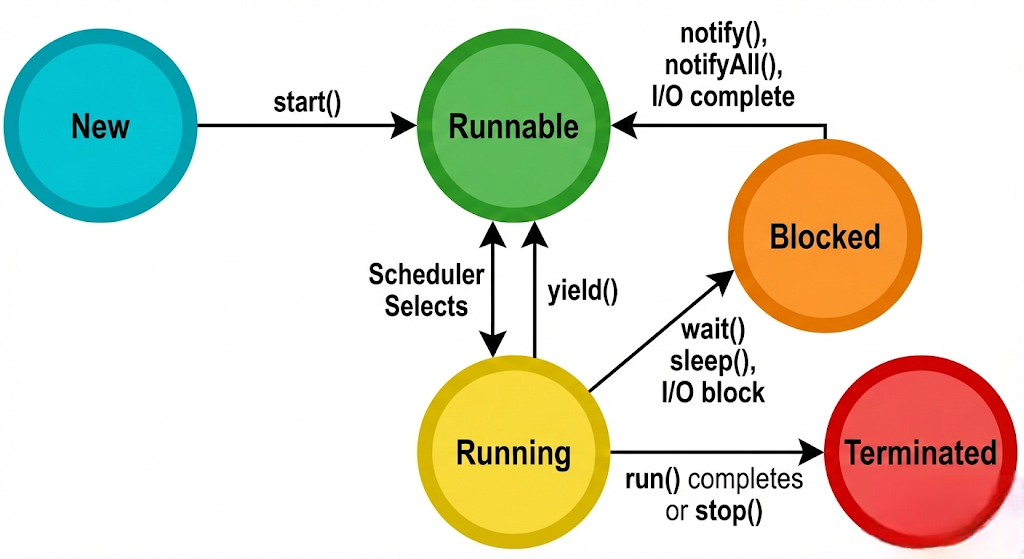 notify(),
notifyAll(),
I/O complete
start()
New
Runnable
Blocked
Scheduler
Selects
yield()
wait()
sleep(),
I/O block
Running
Terminated
run() completes
or stop()